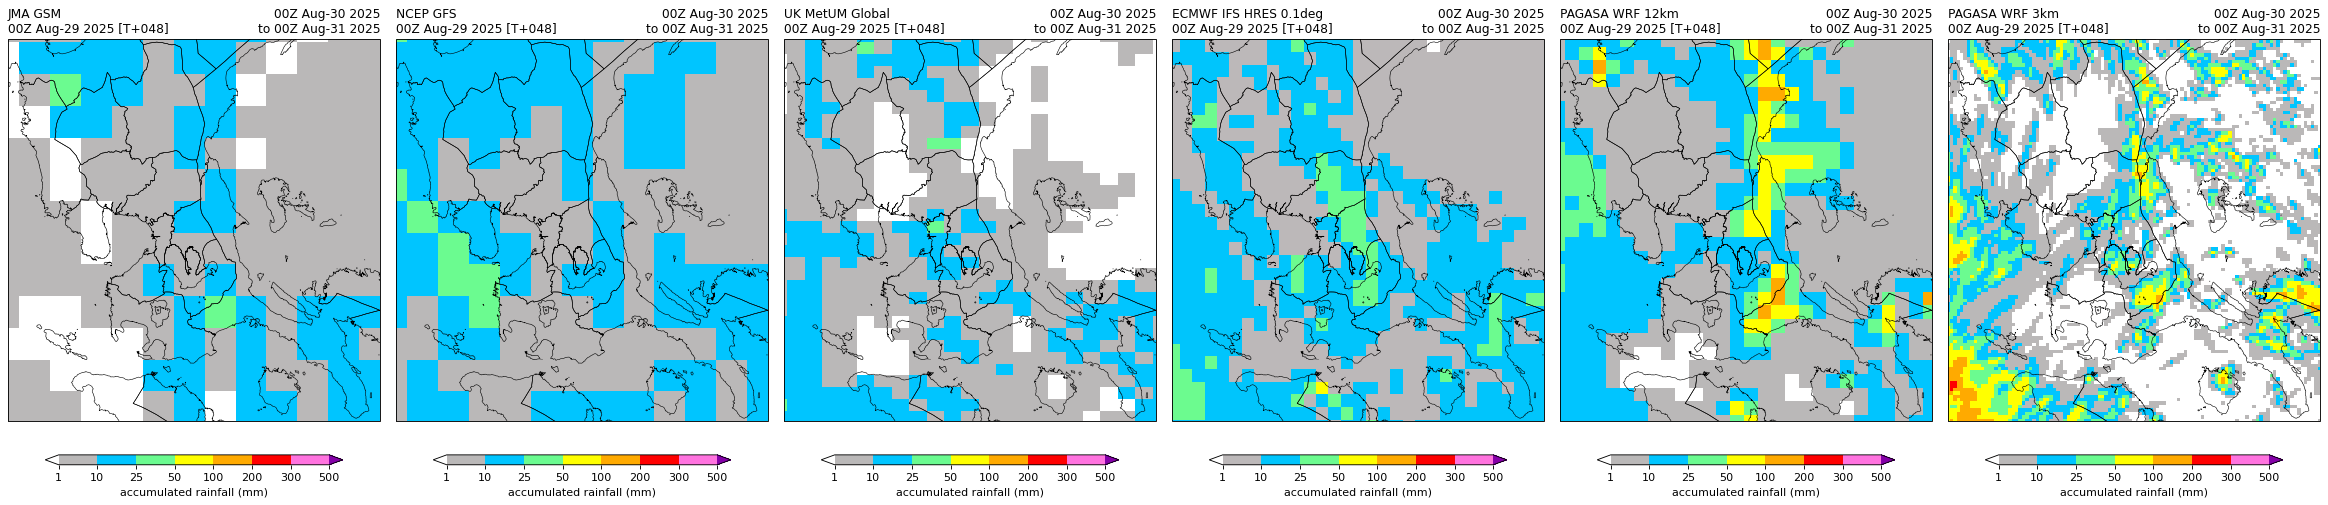 JMA GSM 00Z Aug-30 2025
00Z Aug-29 2025 [T+048] to 00Z Aug-31 2025
1 10 25 50 100 200 300 500
accumulated rainfall (mm)
NCEP GFS 00Z Aug-30 2025
00Z Aug-29 2025 [T+048] to 00Z Aug-31 2025
1 10 25 50 100 200 300 500
accumulated rainfall (mm)
UK MetUM Global 00Z Aug-30 2025
00Z Aug-29 2025 [T+048] to 00Z Aug-31 2025
1 10 25 50 100 200 300 500
accumulated rainfall (mm)
ECMWF IFS HRES 0.1deg 00Z Aug-30 2025
00Z Aug-29 2025 [T+048] to 00Z Aug-31 2025
1 10 25 50 100 200 300 500
accumulated rainfall (mm)
PAGASA WRF 12km 00Z Aug-30 2025
00Z Aug-29 2025 [T+048] to 00Z Aug-31 2025
1 10 25 50 100 200 300 500
accumulated rainfall (mm)
PAGASA WRF 3km 00Z Aug-30 2025
00Z Aug-29 2025 [T+048] to 00Z Aug-31 2025
1 10 25 50 100 200 300 500
accumulated rainfall (mm)